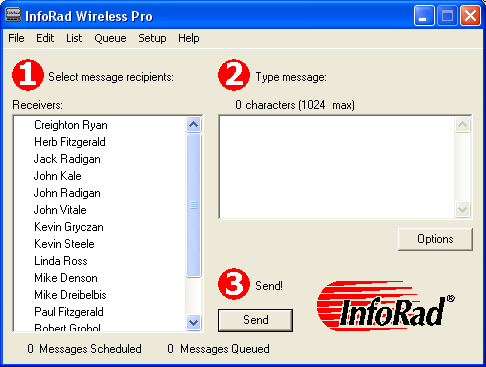 InfoRad Wireless Pro
File Edit List Queue Setup Help
1 Select message recipients:
2 Type message:
Receivers:
0 characters (1024 max)
Creighton Ryan
Herb Fitzgerald
Jack Radigan
John Kale
John Radigan
John Vitale
Kevin Gryczan
Kevin Steele
Linda Ross
Mike Denson
Mike Dreibelbis
Paul Fitzgerald
Robert Grohol
Options
3 Send!
Send
InfoRad®
0 Messages Scheduled 0 Messages Queued